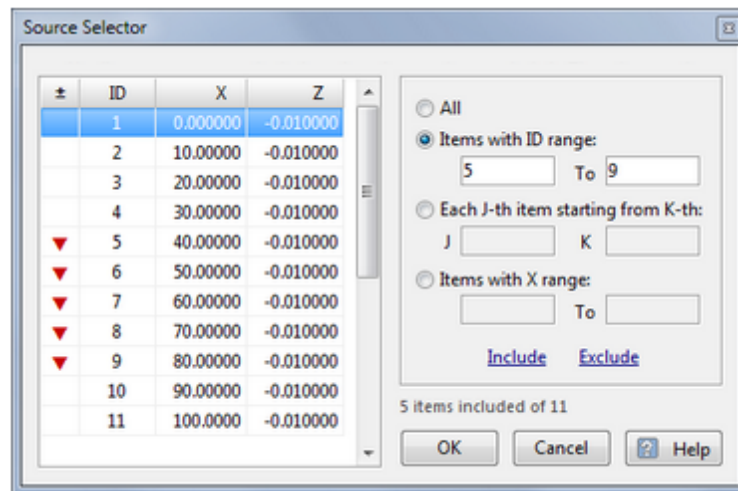 Source Selector
± ID X Z
1 0.000000 -0.010000
2 10.00000 -0.010000
3 20.00000 -0.010000
4 30.00000 -0.010000
5 40.00000 -0.010000
6 50.00000 -0.010000
7 60.00000 -0.010000
8 70.00000 -0.010000
9 80.00000 -0.010000
10 90.00000 -0.010000
11 100.0000 -0.010000
All
Items with ID range:
5 To 9
Each J-th item starting from K-th:
J K
Items with X range:
To
Include Exclude
5 items included of 11
OK Cancel ? Help